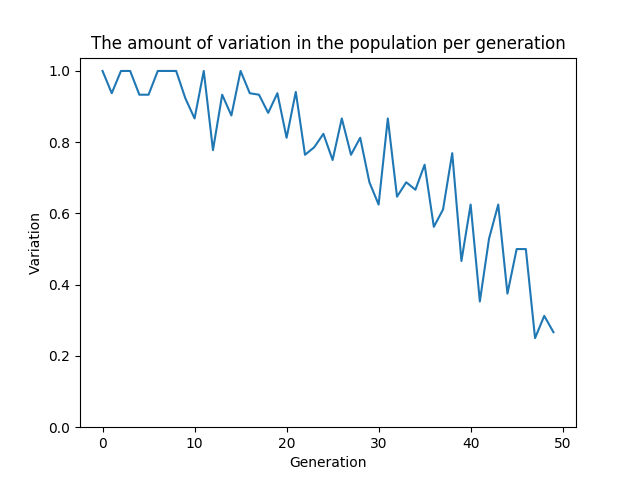 The amount of variation in the population per generation
1.0
0.8
0.6
0.4
0.2
0.0
Variation
0 10 20 30 40 50
Generation